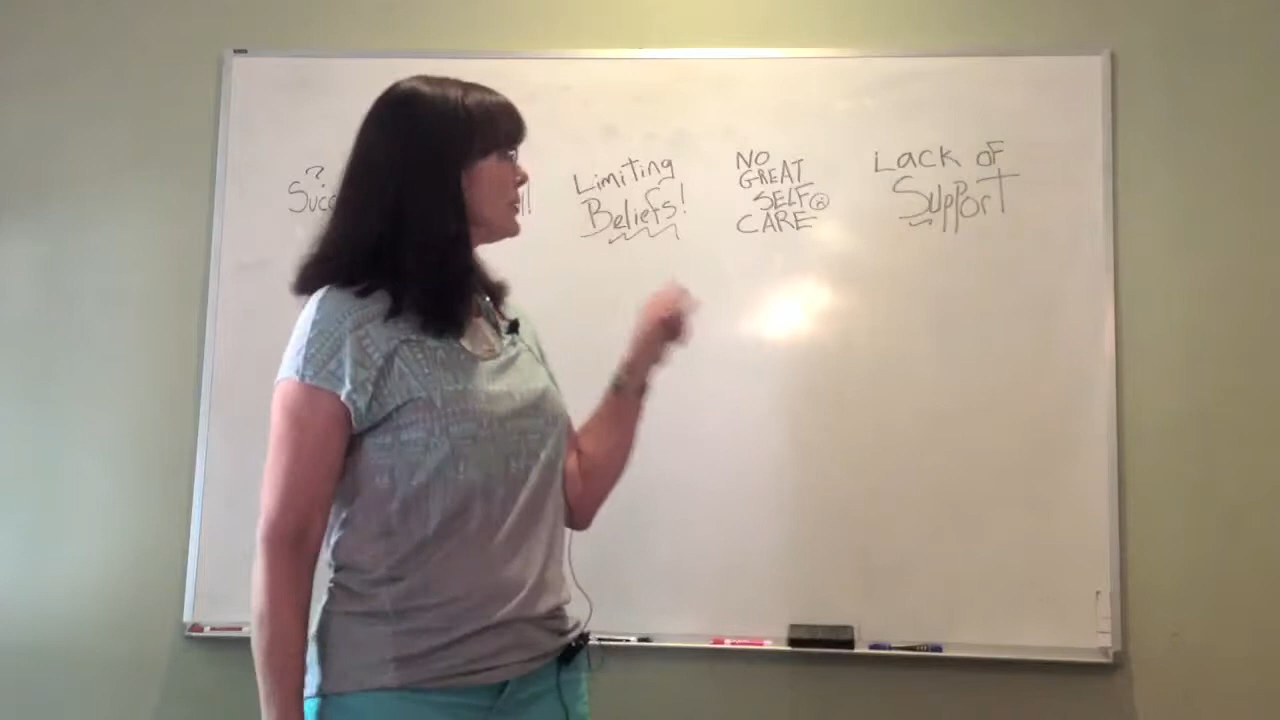 ?
Limiting
Beliefs!
NO
GREAT
SELF
CARE
Lack of
Support